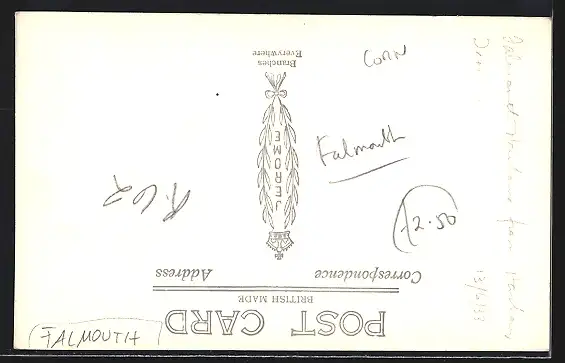 POST CARD
BRITISH MADE
Correspondence
Address
JEROME
Branches
Everywhere
CORN
Falmouth
£2.50
FALMOUTH